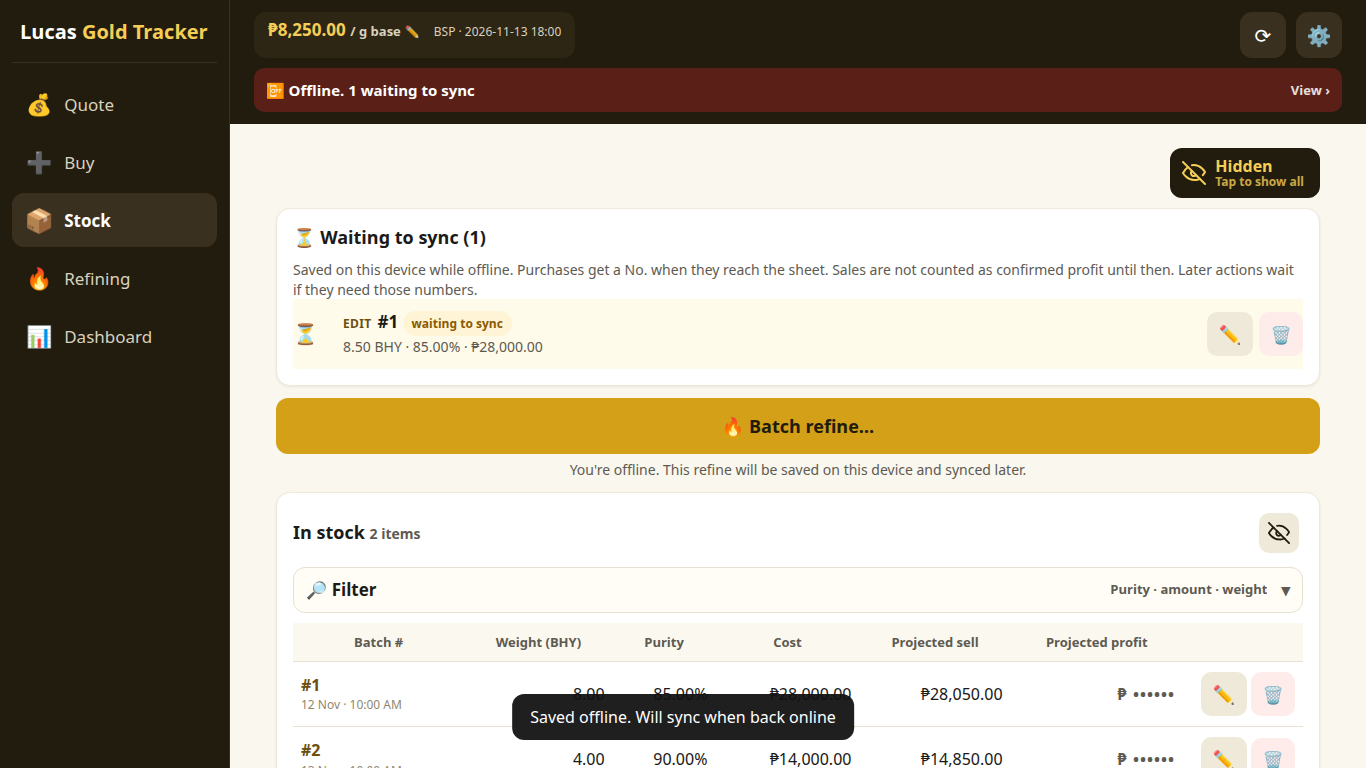 Lucas Gold Tracker
Quote
Buy
Stock
Refining
Dashboard
₱8,250.00 / g base BSP · 2026-11-13 18:00
Offline. 1 waiting to sync
View ›
Hidden
Tap to show all
Waiting to sync (1)
Saved on this device while offline. Purchases get a No. when they reach the sheet. Sales are not counted as confirmed profit until then. Later actions wait
if they need those numbers.
EDIT #1 waiting to sync
8.50 BHY · 85.00% · ₱28,000.00
Batch refine...
You're offline. This refine will be saved on this device and synced later.
In stock 2 items
Filter
Purity · amount · weight ▼
Batch # Weight (BHY) Purity Cost Projected sell Projected profit
#1 8.00 85.00% ₱28,000.00 ₱28,050.00 ₱ ••••••
12 Nov · 10:00 AM
Saved offline. Will sync when back online
#2 4.00 90.00% ₱14,000.00 ₱14,850.00 ₱ ••••••